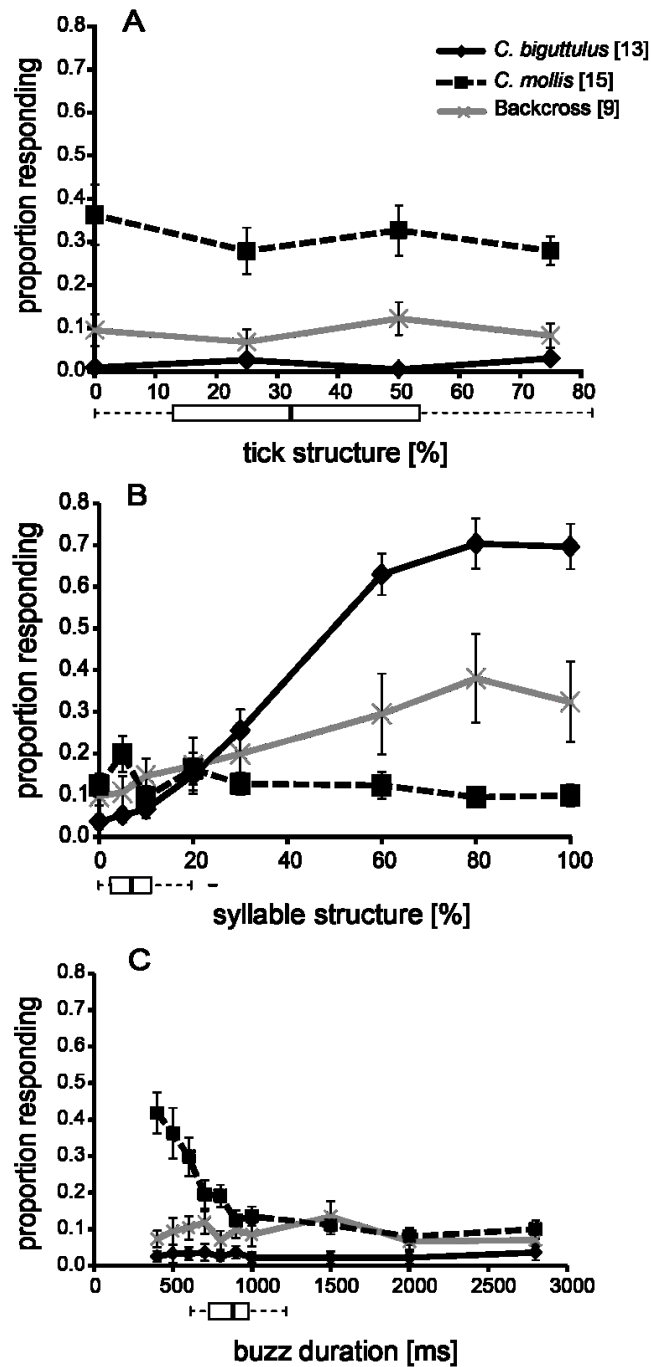 A
0.8
0.7
0.6
0.5
0.4
0.3
0.2
0.1
0.0
proportion responding
C. biguttulus [13]
C. mollis [15]
Backcross [9]
0 10 20 30 40 50 60 70 80
tick structure [%]
B
0.8
0.7
0.6
0.5
0.4
0.3
0.2
0.1
0.0
proportion responding
0 20 40 60 80 100
syllable structure [%]
C
0.8
0.7
0.6
0.5
0.4
0.3
0.2
0.1
0.0
proportion responding
0 500 1000 1500 2000 2500 3000
buzz duration [ms]